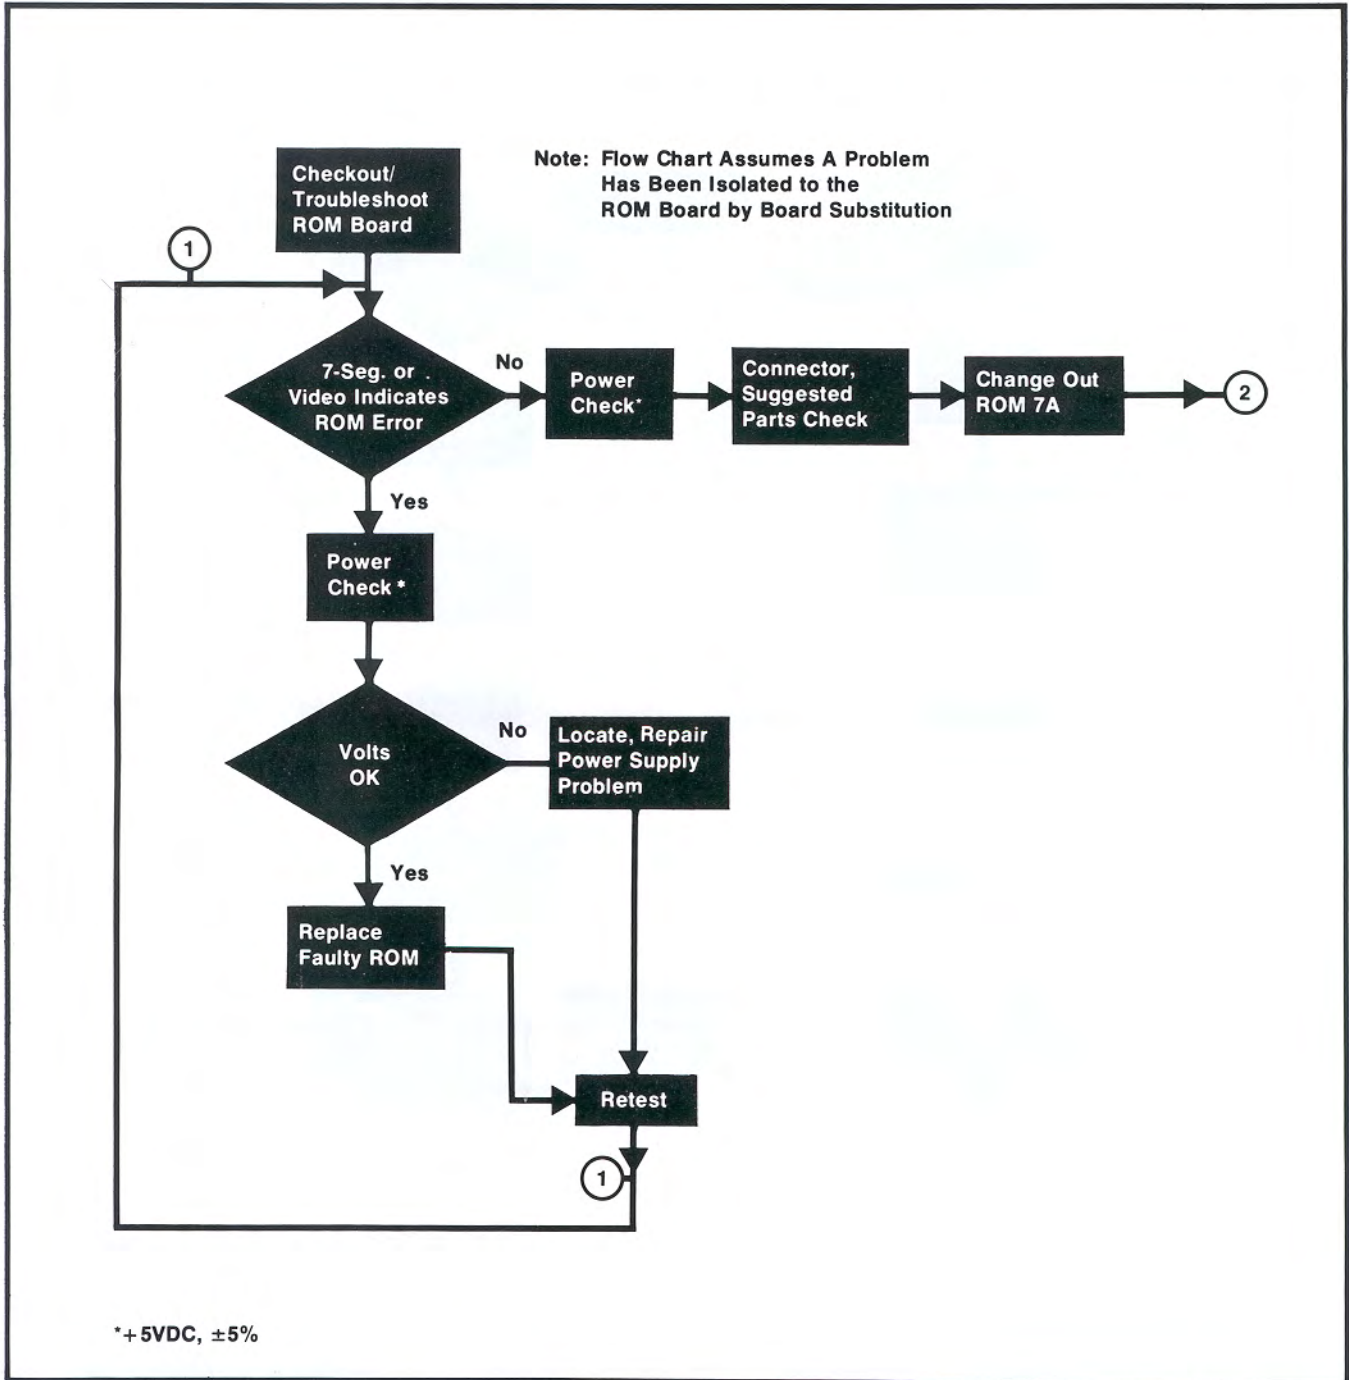 Checkout/
Troubleshoot
ROM Board
Note: Flow Chart Assumes A Problem
Has Been Isolated to the
ROM Board by Board Substitution
1
7-Seg. or
Video Indicates
ROM Error
No
Power
Check*
Connector,
Suggested
Parts Check
Change Out
ROM 7A
2
Yes
Power
Check*
Volts
OK
No
Locate, Repair
Power Supply
Problem
Yes
Replace
Faulty ROM
Retest
1
*+5VDC, ±5%